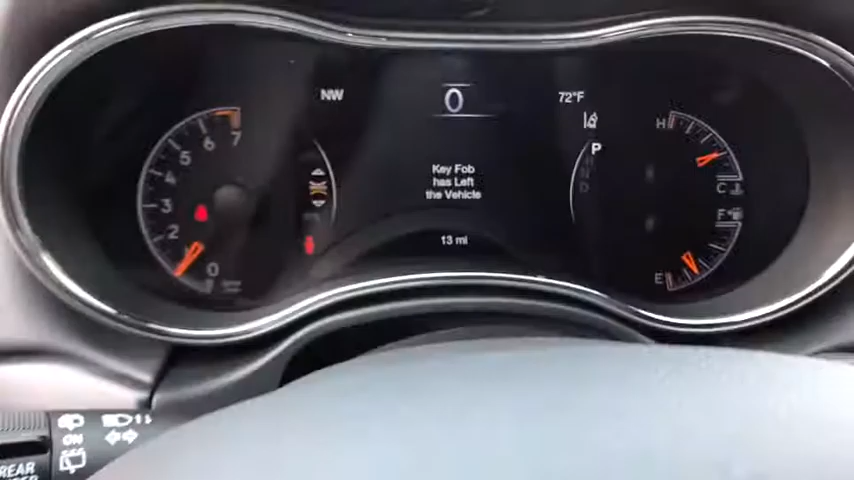 NW
0
72°F
7
6
5
4
3
2
0
P
N
D
H
C
F
E
Key Fob
has Left
the Vehicle
13 mi
ON
OFF
REAR